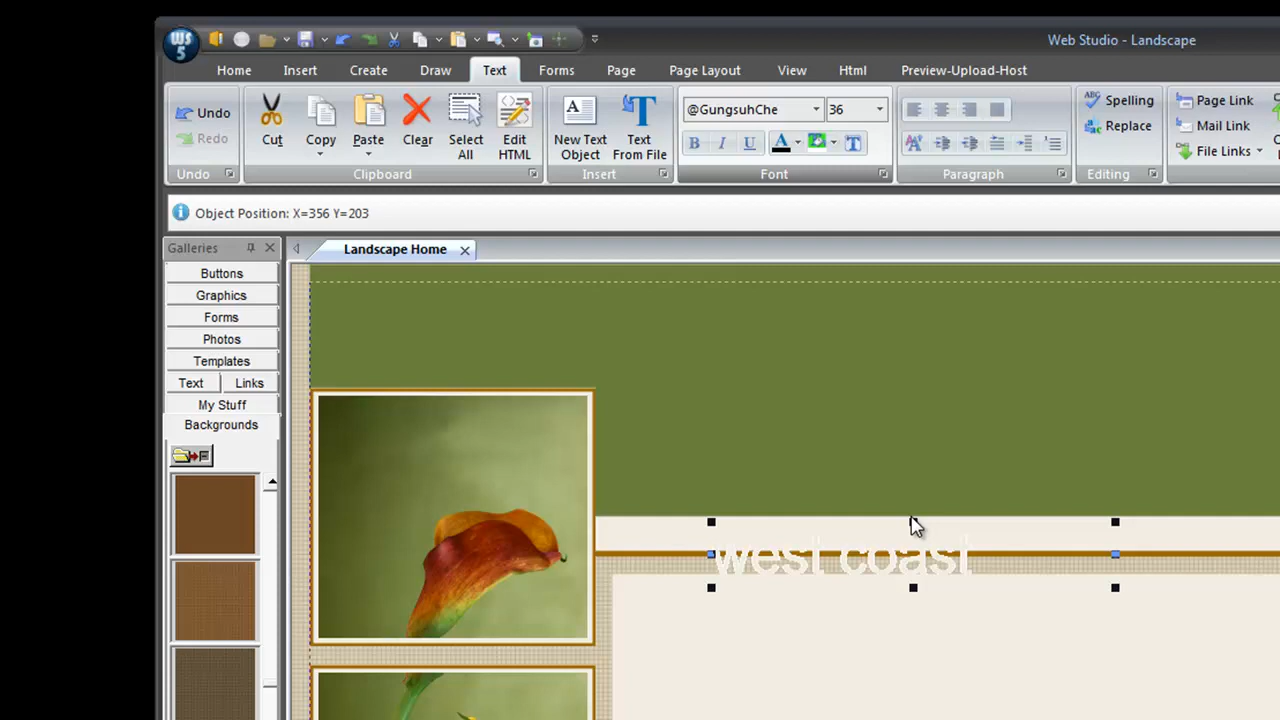 WS
5
Web Studio - Landscape
Home Insert Create Draw Text Forms Page Page Layout View Html Preview-Upload-Host
Undo
Redo
Undo
Cut
Copy
Paste
Clear
Select
All
Edit
HTML
Clipboard
New Text
Object
Text
From File
Insert
@GungsuhChe 36
B I U A T
Font
Paragraph
Spelling
Replace
Editing
Page Link
Mail Link
File Links
Object Position: X=356 Y=203
Galleries
Landscape Home
Buttons
Graphics
Forms
Photos
Templates
Text Links
My Stuff
Backgrounds
west coast